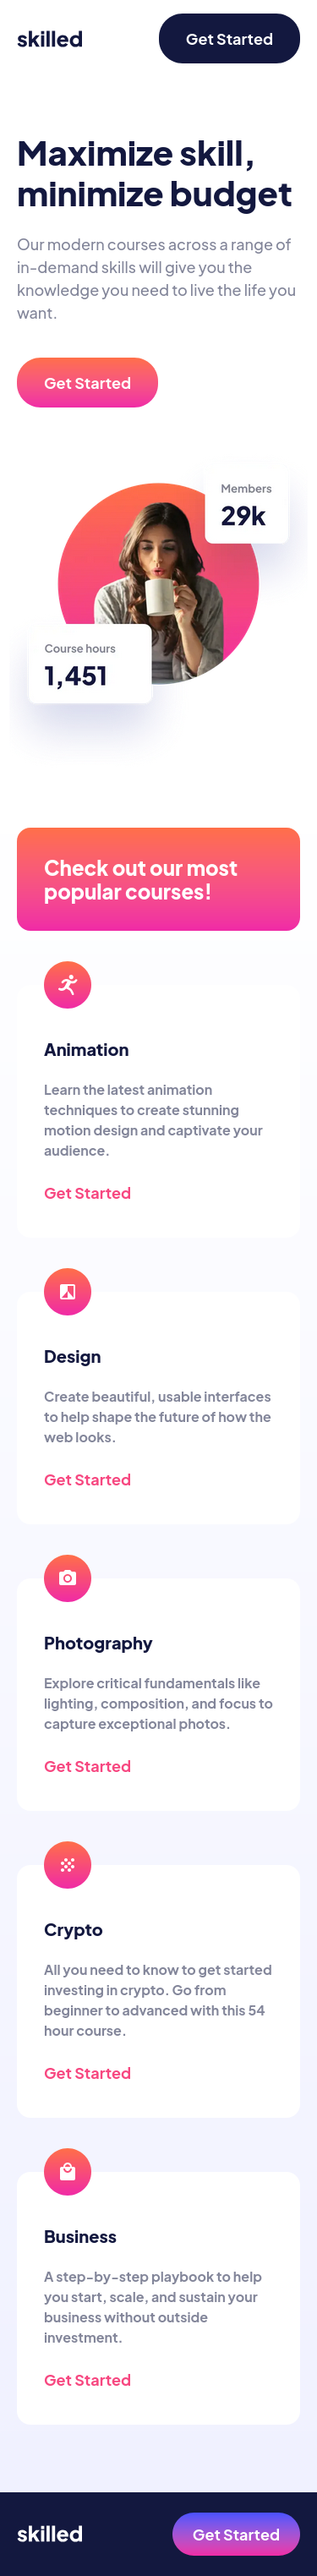 skilled
Get Started
Maximize skill,
minimize budget
Our modern courses across a range of
in-demand skills will give you the
knowledge you need to live the life you
want.
Get Started
Members
29k
Course hours
1,451
Check out our most
popular courses!
Animation
Learn the latest animation
techniques to create stunning
motion design and captivate your
audience.
Get Started
Design
Create beautiful, usable interfaces
to help shape the future of how the
web looks.
Get Started
Photography
Explore critical fundamentals like
lighting, composition, and focus to
capture exceptional photos.
Get Started
Crypto
All you need to know to get started
investing in crypto. Go from
beginner to advanced with this 54
hour course.
Get Started
Business
A step-by-step playbook to help
you start, scale, and sustain your
business without outside
investment.
Get Started
skilled
Get Started